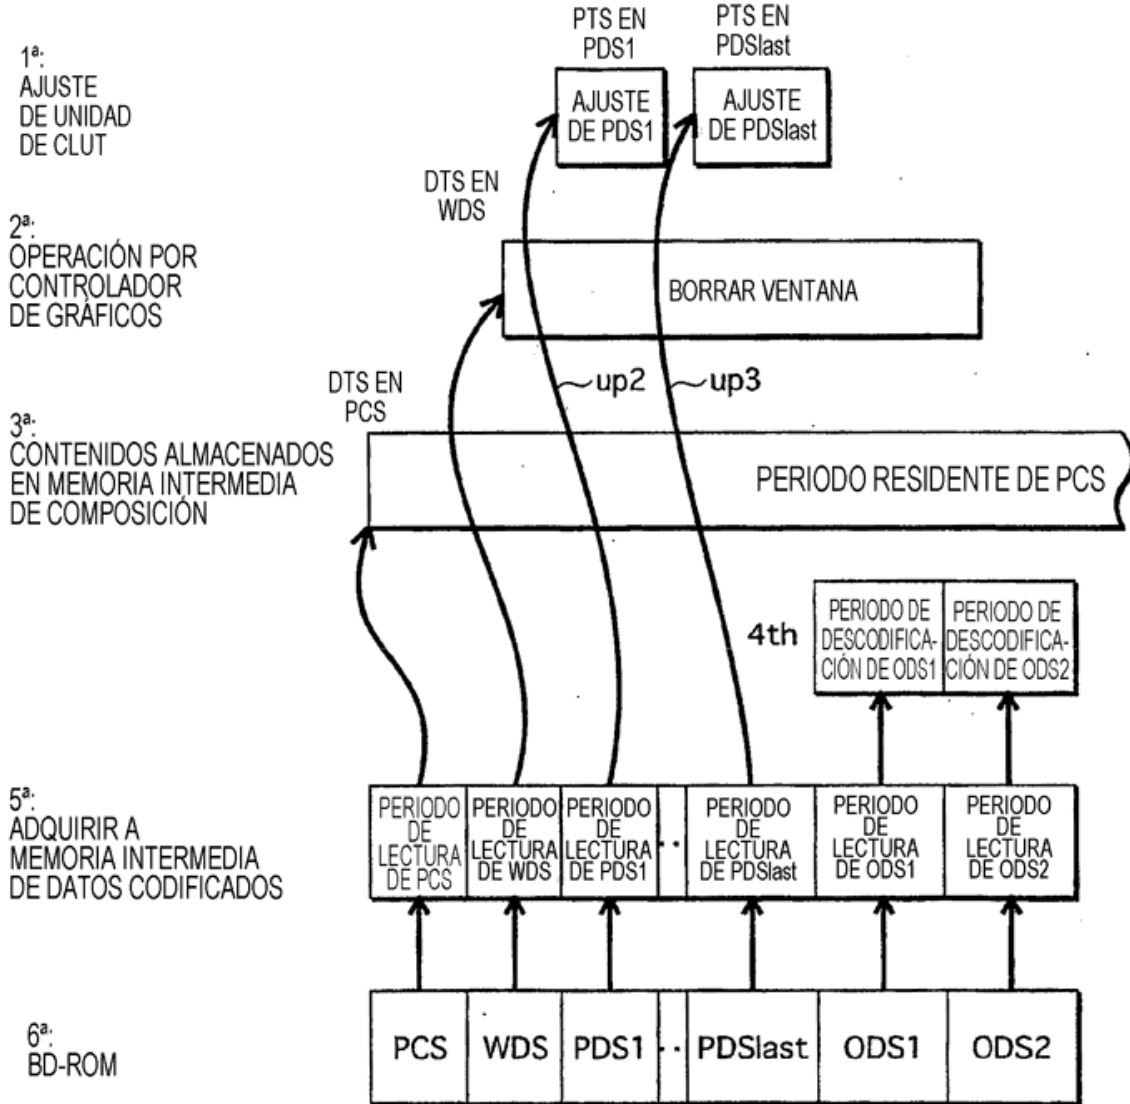 1ª:
AJUSTE
DE UNIDAD
DE CLUT
PTS EN
PDS1
PTS EN
PDSlast
AJUSTE
DE PDS1
AJUSTE
DE PDSlast
DTS EN
WDS
2ª:
OPERACIÓN POR
CONTROLADOR
DE GRÁFICOS
BORRAR VENTANA
up2
up3
DTS EN
PCS
3ª:
CONTENIDOS ALMACENADOS
EN MEMORIA INTERMEDIA
DE COMPOSICIÓN
PERIODO RESIDENTE DE PCS
4th
PERIODO DE
DESCODIFICA-
CIÓN DE ODS1
PERIODO DE
DESCODIFICA-
CIÓN DE ODS2
5ª:
ADQUIRIR A
MEMORIA INTERMEDIA
DE DATOS CODIFICADOS
PERIODO
DE
LECTURA
DE PCS
PERIODO
DE
LECTURA
DE WDS
PERIODO
DE
LECTURA
DE PDS1
··
PERIODO
DE
LECTURA
DE PDSlast
PERIODO
DE
LECTURA
DE ODS1
PERIODO
DE
LECTURA
DE ODS2
6ª:
BD-ROM
PCS
WDS
PDS1
··
PDSlast
ODS1
ODS2